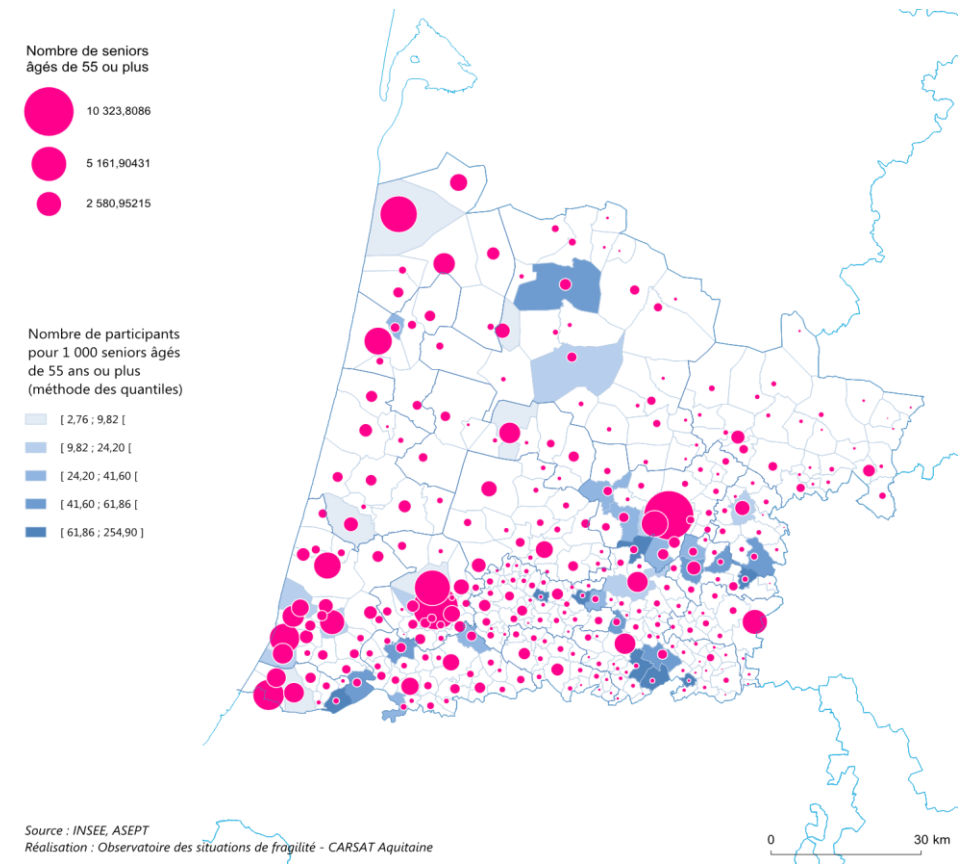 Nombre de seniors
âgés de 55 ou plus
10 323,8086
5 161,90431
2 580,95215
Nombre de participants
pour 1 000 seniors âgés
de 55 ans ou plus
(méthode des quantiles)
[ 2,76 ; 9,82 [
[ 9,82 ; 24,20 [
[ 24,20 ; 41,60 [
[ 41,60 ; 61,86 [
[ 61,86 ; 254,90 ]
Source : INSEE, ASEPT
Réalisation : Observatoire des situations de fragilité - CARSAT Aquitaine
0 30 km